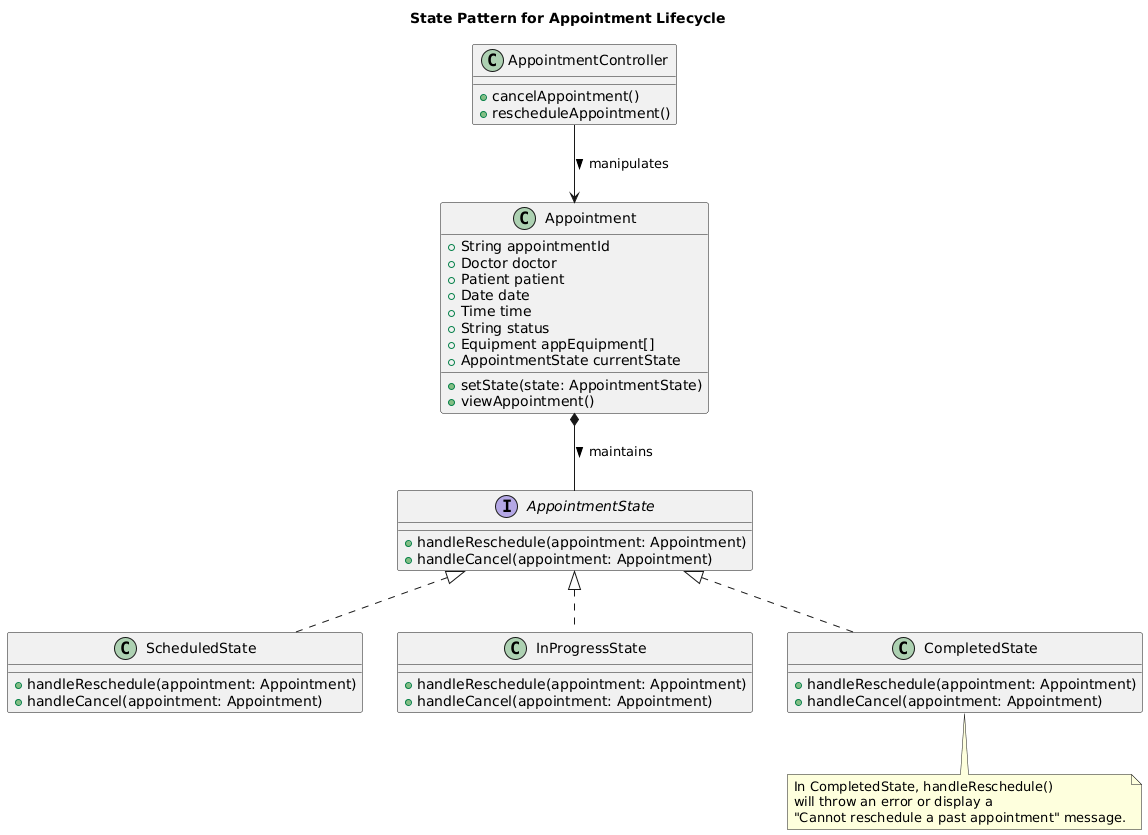 State Pattern for Appointment Lifecycle
C AppointmentController
cancelAppointment()
rescheduleAppointment()
manipulates
C Appointment
String appointmentId
Doctor doctor
Patient patient
Date date
Time time
String status
Equipment appEquipment[]
AppointmentState currentState
setState(state: AppointmentState)
viewAppointment()
maintains
I AppointmentState
handleReschedule(appointment: Appointment)
handleCancel(appointment: Appointment)
C ScheduledState
handleReschedule(appointment: Appointment)
handleCancel(appointment: Appointment)
C InProgressState
handleReschedule(appointment: Appointment)
handleCancel(appointment: Appointment)
C CompletedState
handleReschedule(appointment: Appointment)
handleCancel(appointment: Appointment)
In CompletedState, handleReschedule()
will throw an error or display a
"Cannot reschedule a past appointment" message.